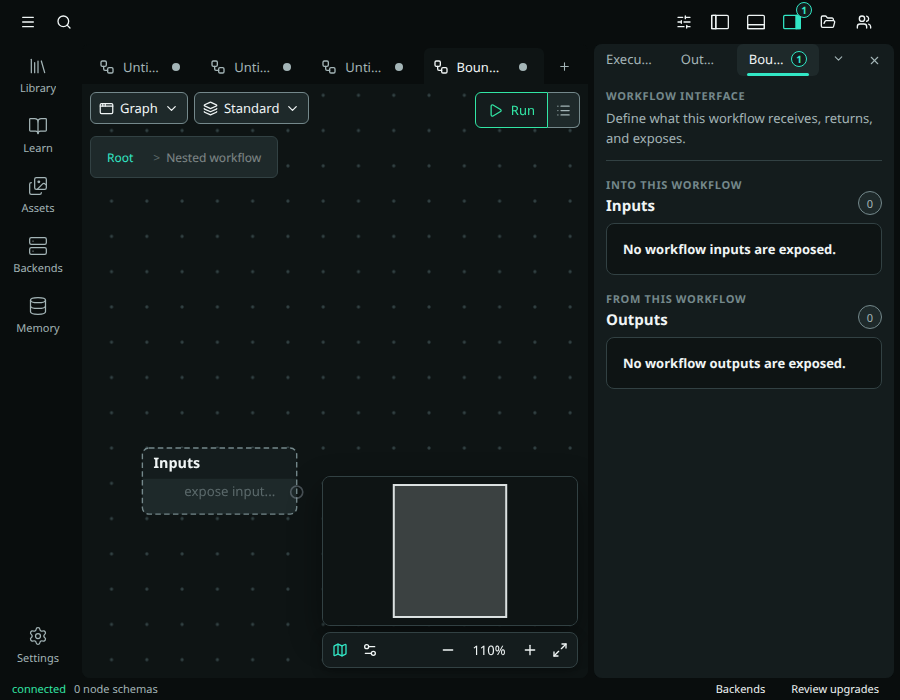 1
Library
Learn
Assets
Backends
Memory
Settings
Unti...
Unti...
Unti...
Boun...
Graph
Standard
Run
Root > Nested workflow
Inputs
expose input...
110%
Execu...
Out...
Bou... 1
WORKFLOW INTERFACE
Define what this workflow receives, returns,
and exposes.
INTO THIS WORKFLOW
Inputs
0
No workflow inputs are exposed.
FROM THIS WORKFLOW
Outputs
0
No workflow outputs are exposed.
connected 0 node schemas
Backends
Review upgrades